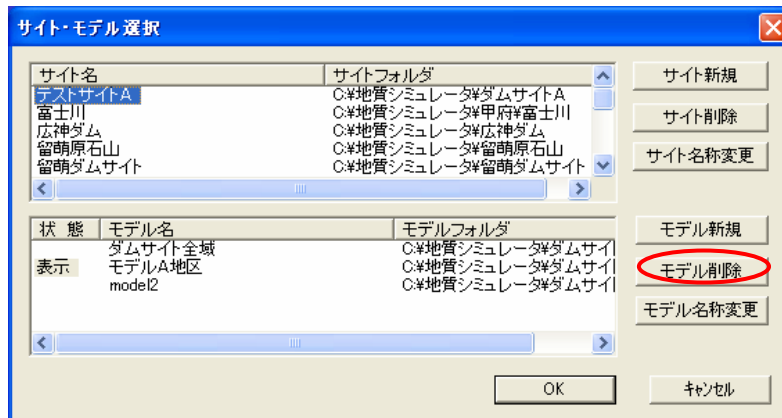 サイト・モデル選択
サイト名 サイトフォルダ
テストサイトA C:¥地質シミュレータ¥ダムサイトA
富士川 C:¥地質シミュレータ¥甲府¥富士川
広神ダム C:¥地質シミュレータ¥広神ダム
留萌原石山 C:¥地質シミュレータ¥留萌原石山
留萌ダムサイト C:¥地質シミュレータ¥留萌ダムサイト
サイト新規
サイト削除
サイト名称変更
状態 モデル名 モデルフォルダ
ダムサイト全域 C:¥地質シミュレータ¥ダムサイ
表示 モデルA地区 C:¥地質シミュレータ¥ダムサイ
model2 C:¥地質シミュレータ¥ダムサイ
モデル新規
モデル削除
モデル名称変更
OK キャンセル